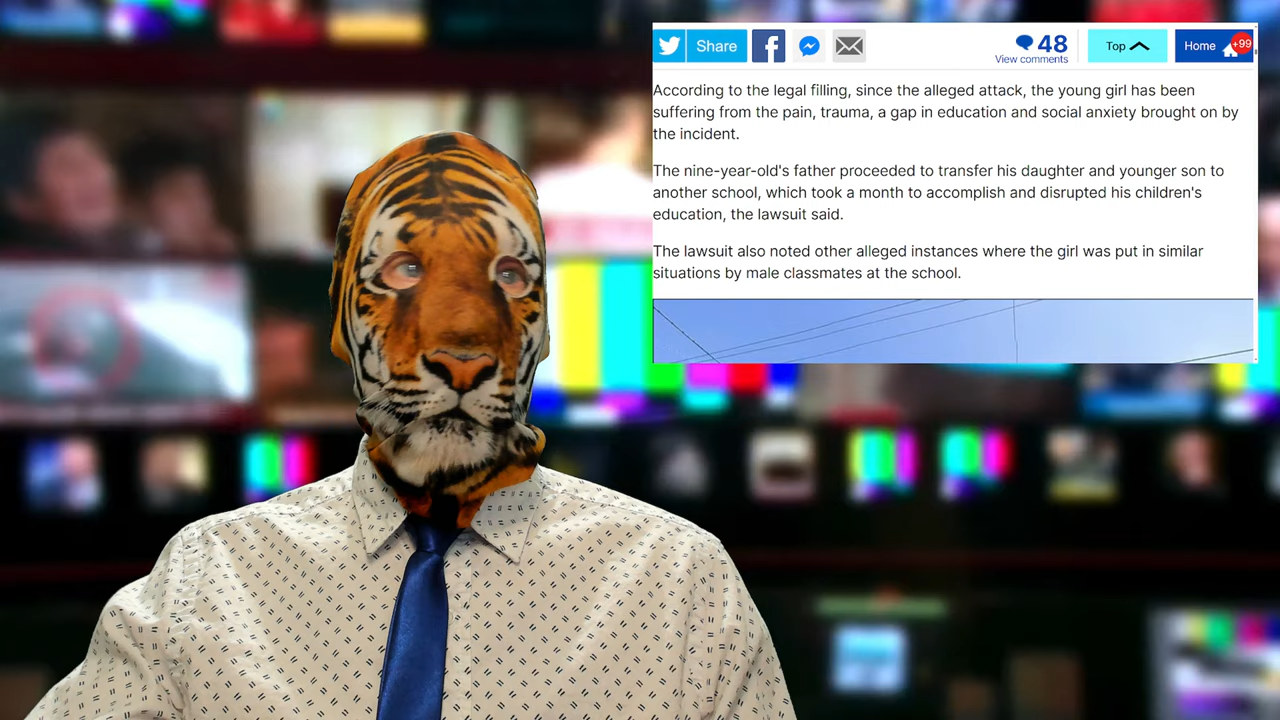 Share
48
View comments
Top
Home
+99
According to the legal filling, since the alleged attack, the young girl has been
suffering from the pain, trauma, a gap in education and social anxiety brought on by
the incident.
The nine-year-old's father proceeded to transfer his daughter and younger son to
another school, which took a month to accomplish and disrupted his children's
education, the lawsuit said.
The lawsuit also noted other alleged instances where the girl was put in similar
situations by male classmates at the school.